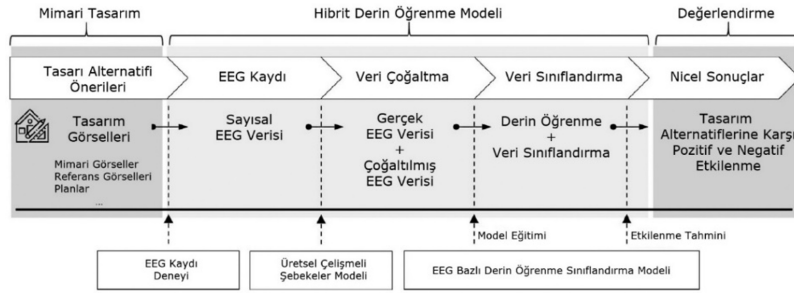 Mimari Tasarım
Hibrit Derin Öğrenme Modeli
Değerlendirme
Tasarı Alternatifi
Önerileri
EEG Kaydı
Veri Çoğaltma
Veri Sınıflandırma
Nicel Sonuçlar
Tasarım
Görselleri
Mimari Görseller
Referans Görselleri
Planlar
...
Sayısal
EEG Verisi
Gerçek
EEG Verisi
+
Çoğaltılmış
EEG Verisi
Derin Öğrenme
+
Veri Sınıflandırma
Tasarım
Alternatiflerine Karşı
Pozitif ve Negatif
Etkilenme
Model Eğitimi
Etkilenme Tahmini
EEG Kaydı
Deneyi
Üretsel Çelişmeli
Şebekeler Modeli
EEG Bazlı Derin Öğrenme Sınıflandırma Modeli